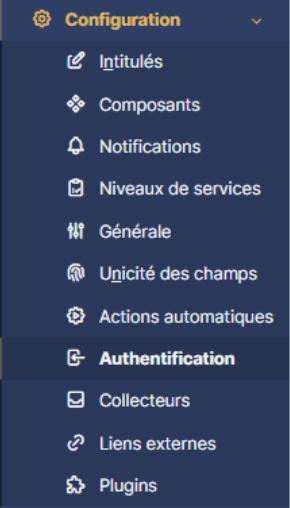 Configuration
Intitulés
Composants
Notifications
Niveaux de services
Générale
Unicité des champs
Actions automatiques
Authentification
Collecteurs
Liens externes
Plugins